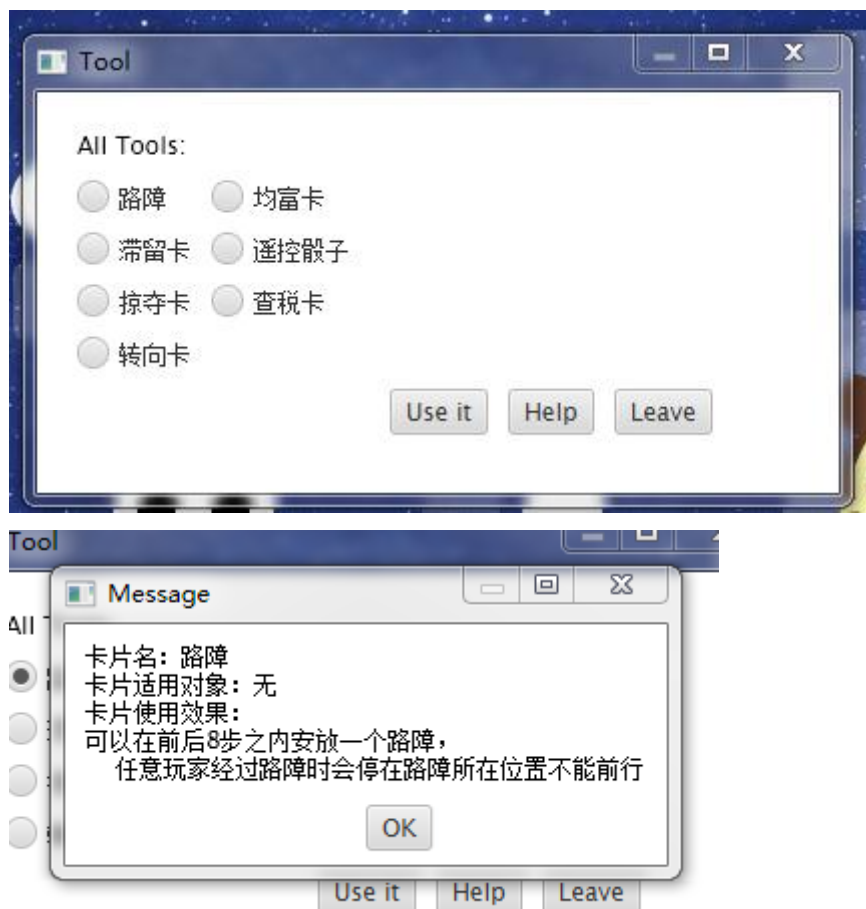 Tool
All Tools:
路障 均富卡
滞留卡 遥控骰子
掠夺卡 查税卡
转向卡
Use it Help Leave
Tool
Message
All
卡片名：路障
卡片适用对象：无
卡片使用效果：
可以在前后8步之内安放一个路障，
任意玩家经过路障时会停在路障所在位置不能前行
OK
Use it Help Leave